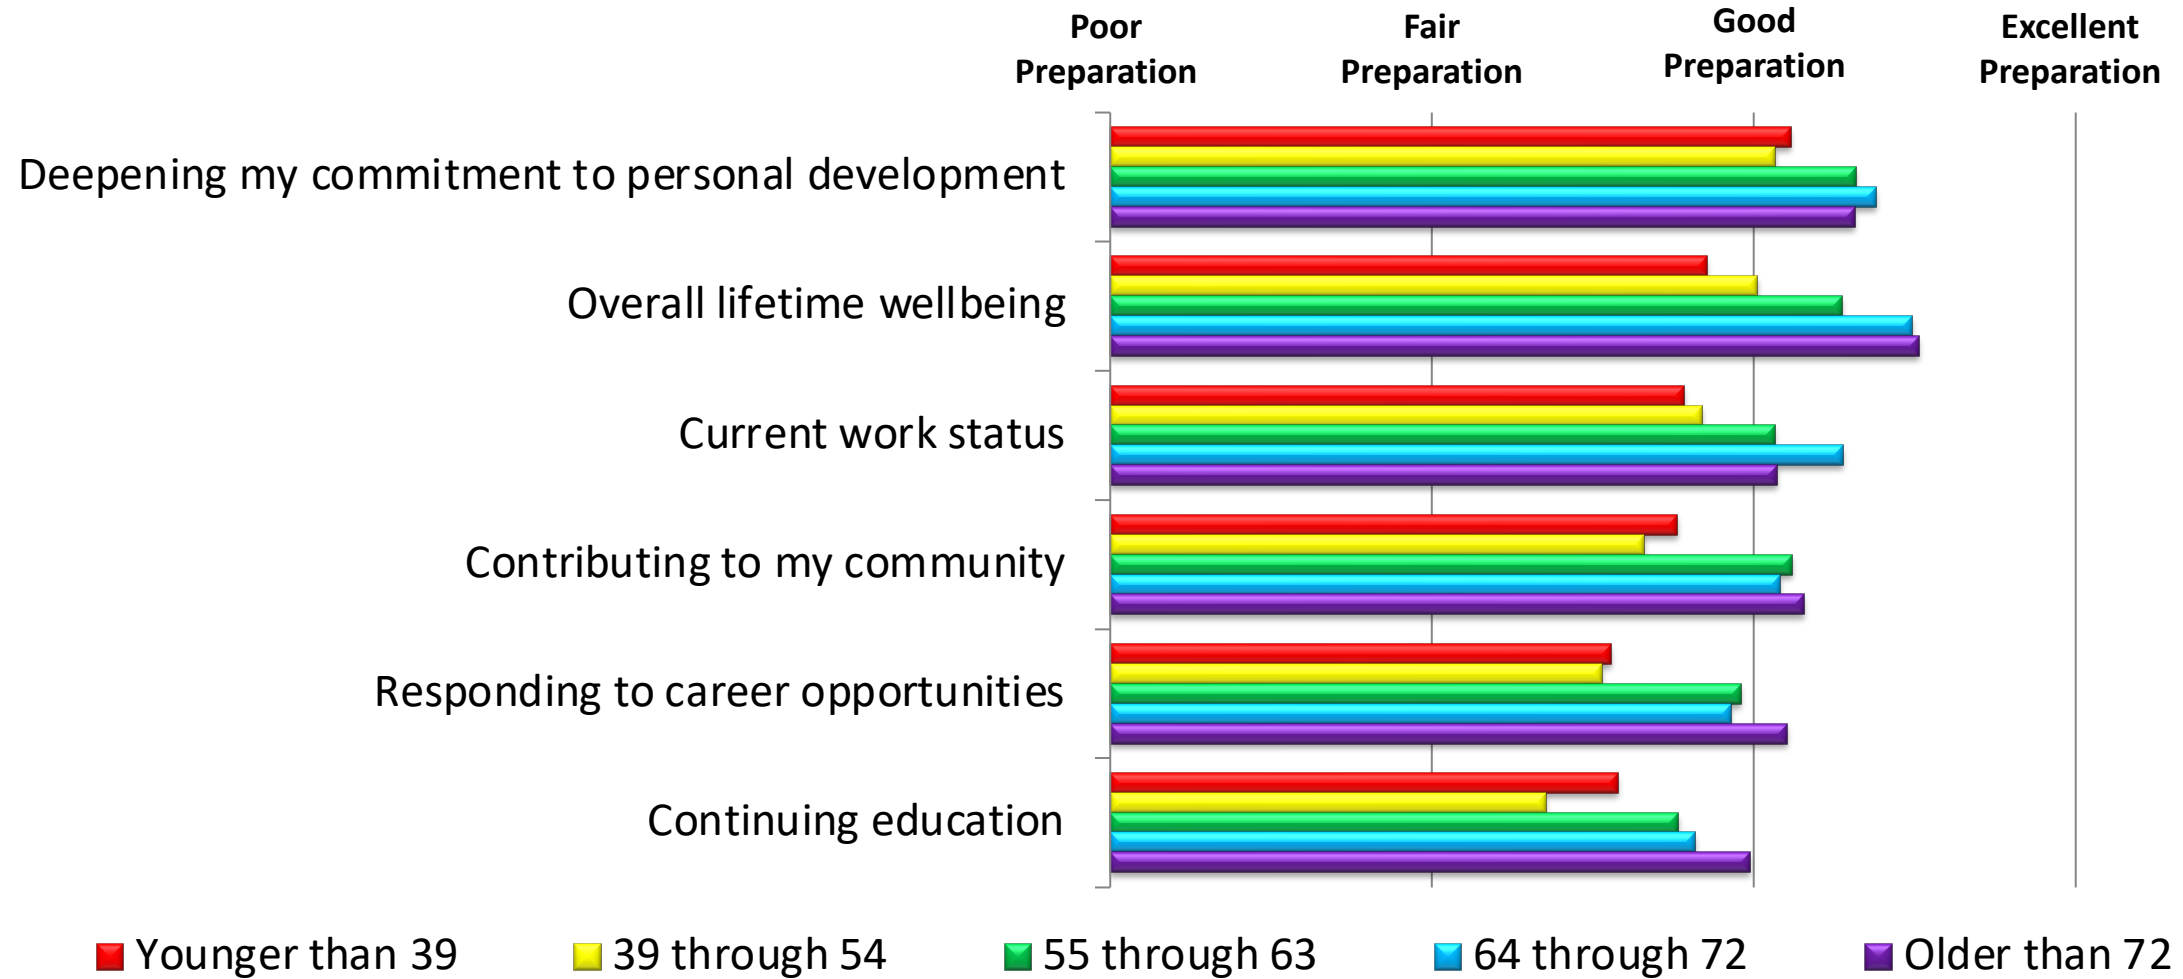 Poor
Preparation
Fair
Preparation
Good
Preparation
Excellent
Preparation
Deepening my commitment to personal development
Overall lifetime wellbeing
Current work status
Contributing to my community
Responding to career opportunities
Continuing education
Younger than 39
39 through 54
55 through 63
64 through 72
Older than 72